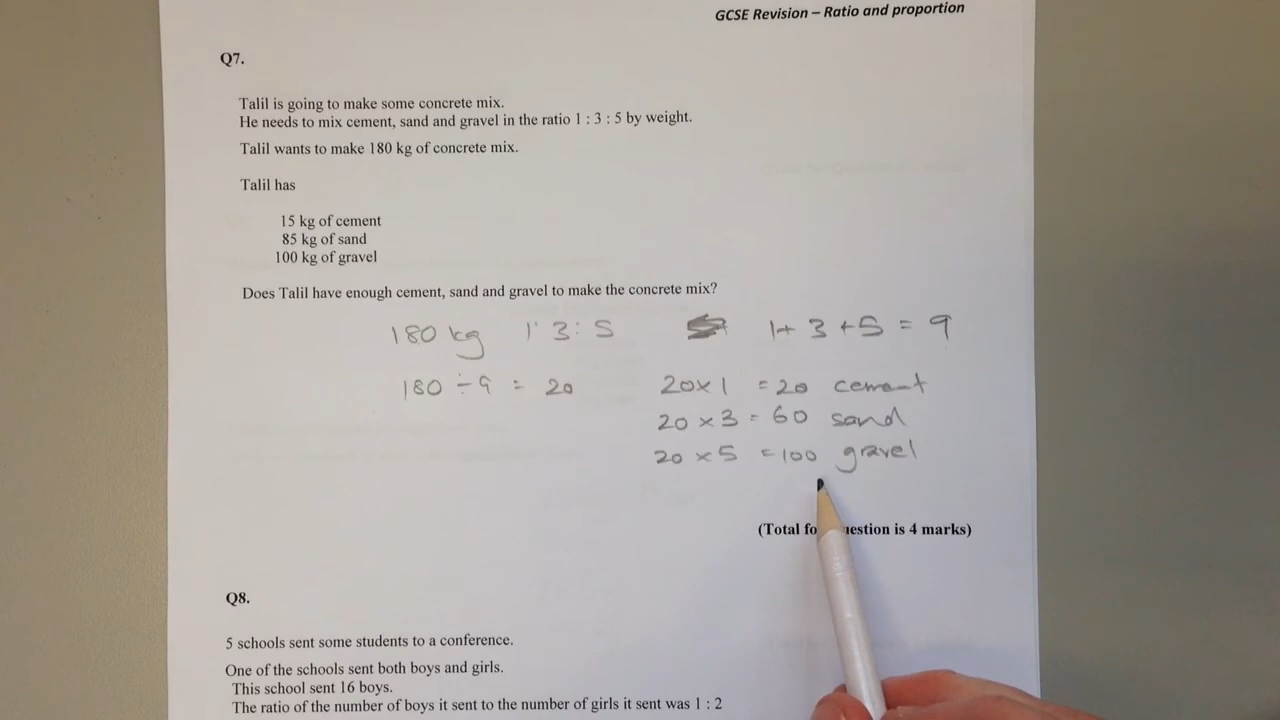 GCSE Revision – Ratio and proportion
Q7.
Talil is going to make some concrete mix.
He needs to mix cement, sand and gravel in the ratio 1 : 3 : 5 by weight.
Talil wants to make 180 kg of concrete mix.
Talil has
15 kg of cement
85 kg of sand
100 kg of gravel
Does Talil have enough cement, sand and gravel to make the concrete mix?
180 kg 1 : 3 : 5 1 + 3 + 5 = 9
180 ÷ 9 = 20 20 x 1 = 20 cement
20 x 3 = 60 sand
20 x 5 = 100 gravel
(Total fo estion is 4 marks)
Q8.
5 schools sent some students to a conference.
One of the schools sent both boys and girls.
This school sent 16 boys.
The ratio of the number of boys it sent to the number of girls it sent was 1 : 2